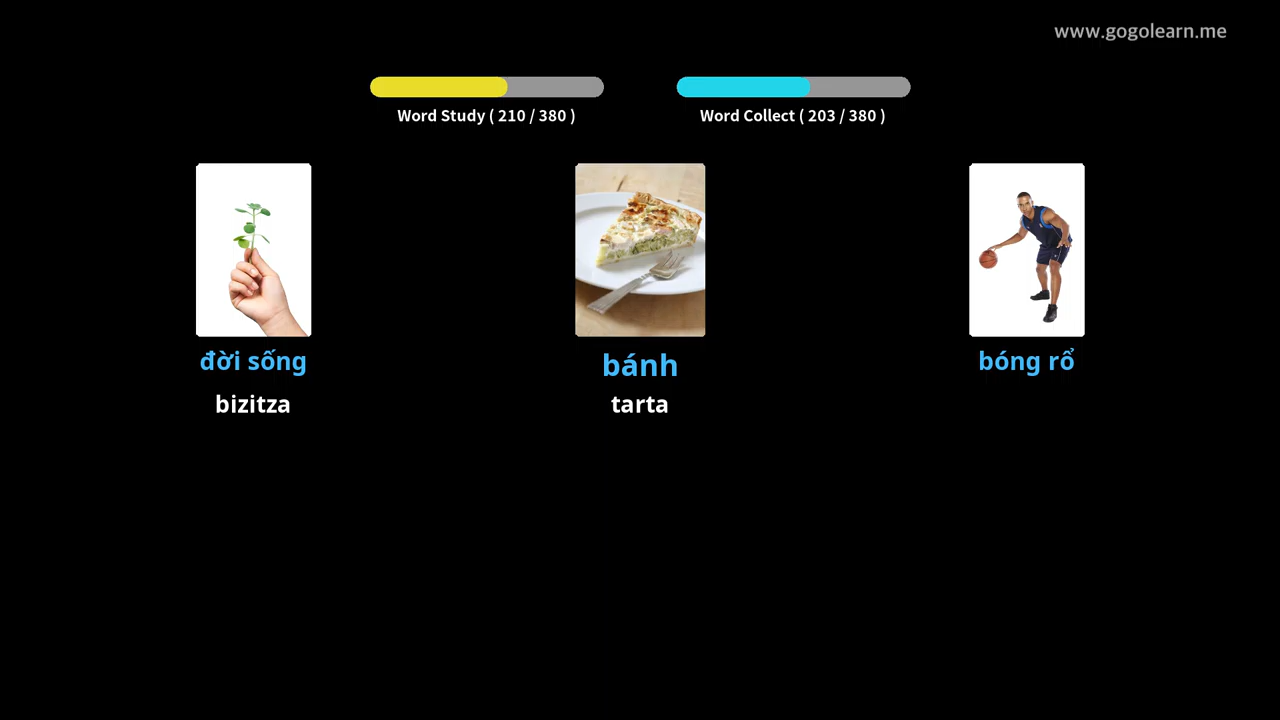 www.gogolearn.me
Word Study ( 210 / 380 )
Word Collect ( 203 / 380 )
đời sống
bánh
bóng rổ
bizitza
tarta